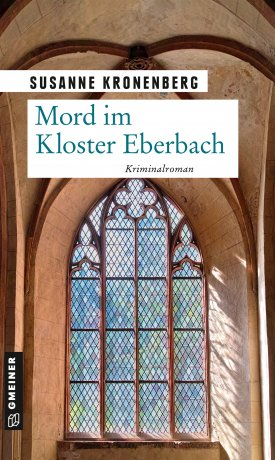 SUSANNE KRONENBERG
Mord im
Kloster Eberbach
Kriminalroman
GMEINER